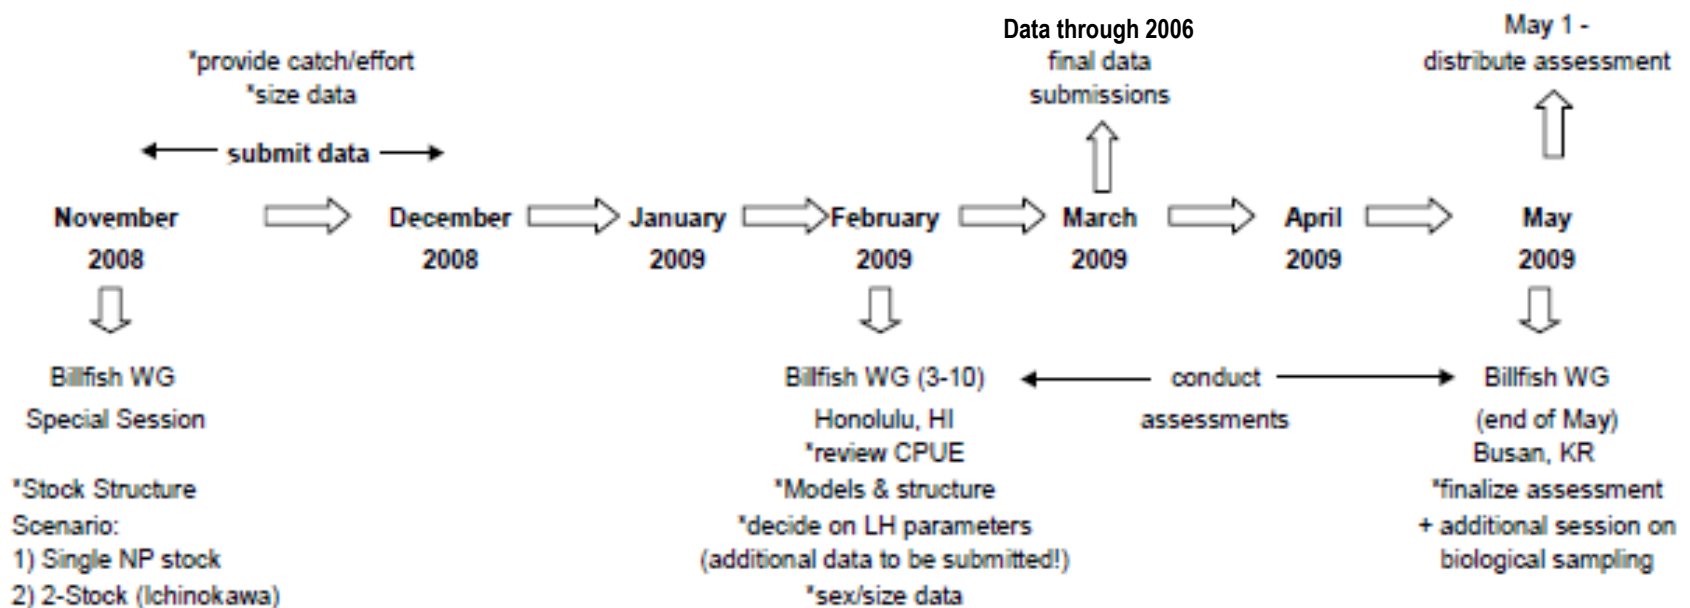 Data through 2006
final data
submissions
May 1 -
distribute assessment
*provide catch/effort
*size data
submit data
November
2008
December
2008
January
2009
February
2009
March
2009
April
2009
May
2009
Billfish WG
Special Session
*Stock Structure
Scenario:
1) Single NP stock
2) 2-Stock (Ichinokawa)
Billfish WG (3-10)
Honolulu, HI
*review CPUE
*Models & structure
*decide on LH parameters
(additional data to be submitted!)
*sex/size data
conduct
assessments
Billfish WG
(end of May)
Busan, KR
*finalize assessment
+ additional session on
biological sampling